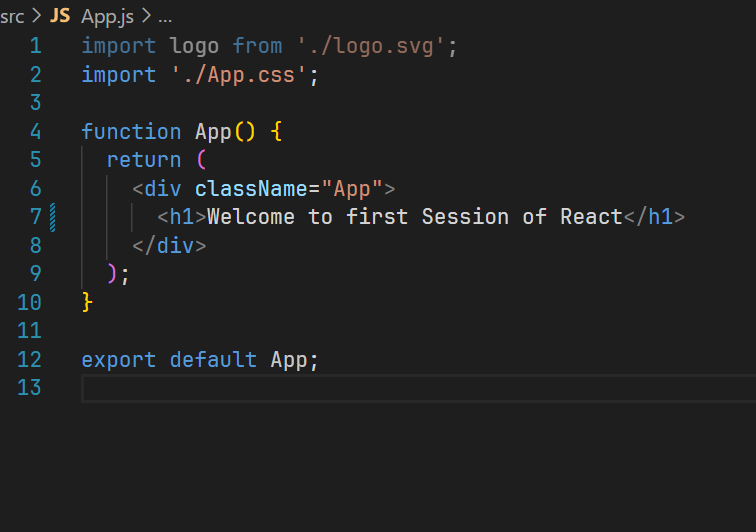 src > JS App.js > ...
1 import logo from './logo.svg';
2 import './App.css';
3
4 function App() {
5 return (
6 <div className="App">
7 <h1>Welcome to first Session of React</h1>
8 </div>
9 );
10 }
11
12 export default App;
13